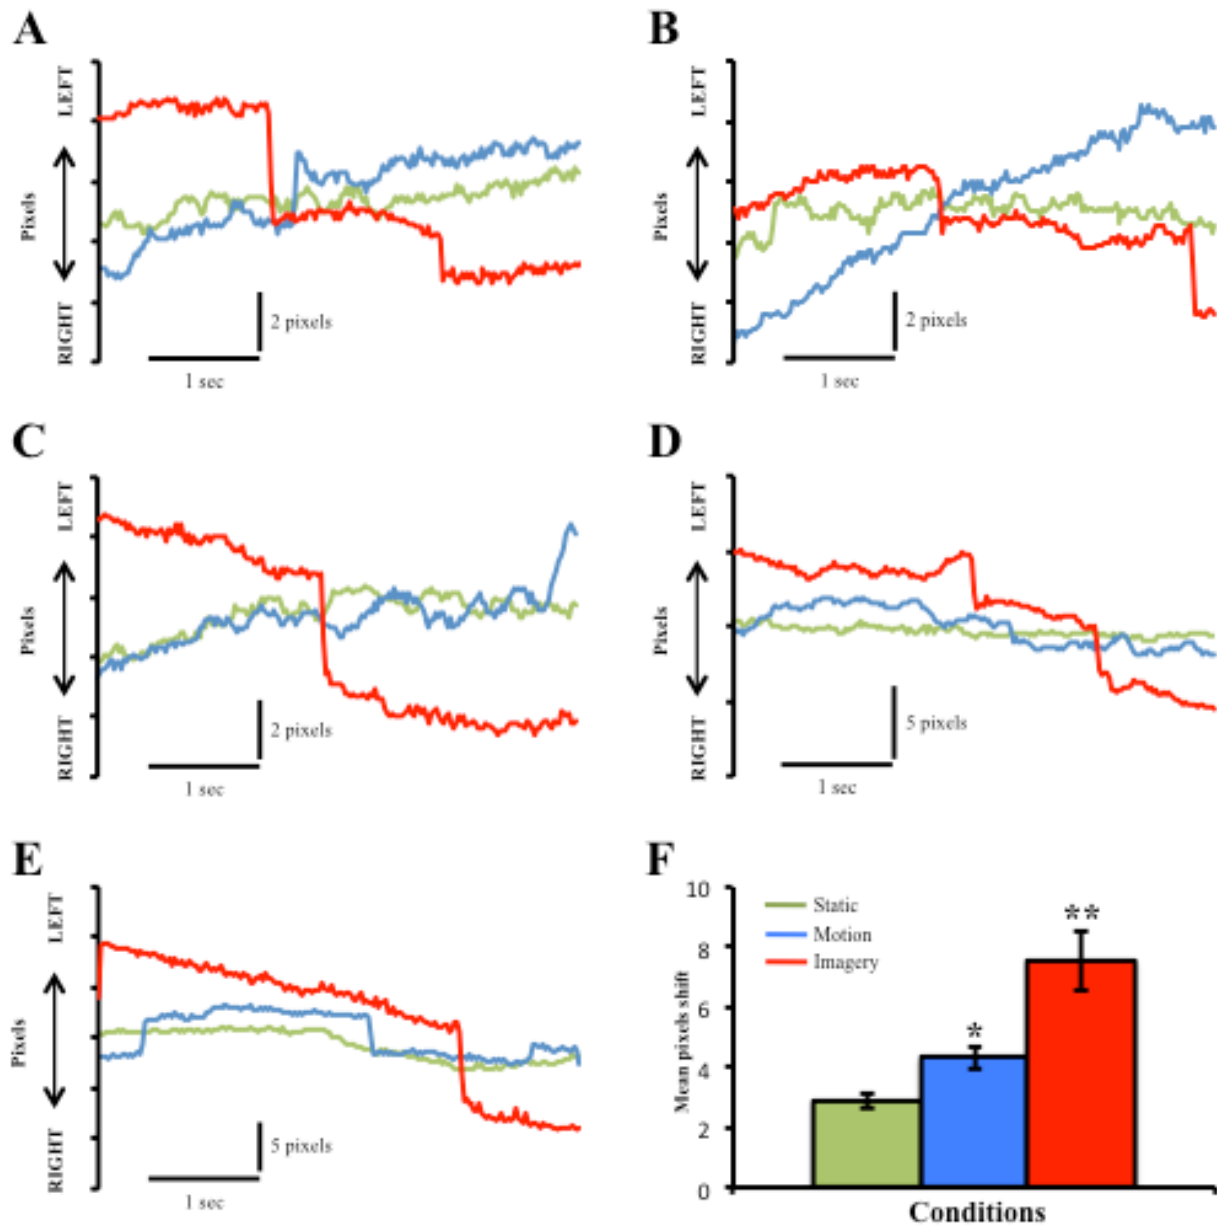 A
LEFT
Pixels
RIGHT
2 pixels
1 sec
B
LEFT
Pixels
RIGHT
2 pixels
1 sec
C
LEFT
Pixels
RIGHT
2 pixels
1 sec
D
LEFT
Pixels
RIGHT
5 pixels
1 sec
E
LEFT
Pixels
RIGHT
5 pixels
1 sec
F
Mean pixels shift
10
8
6
4
2
0
Static
Motion
Imagery
*
**
Conditions